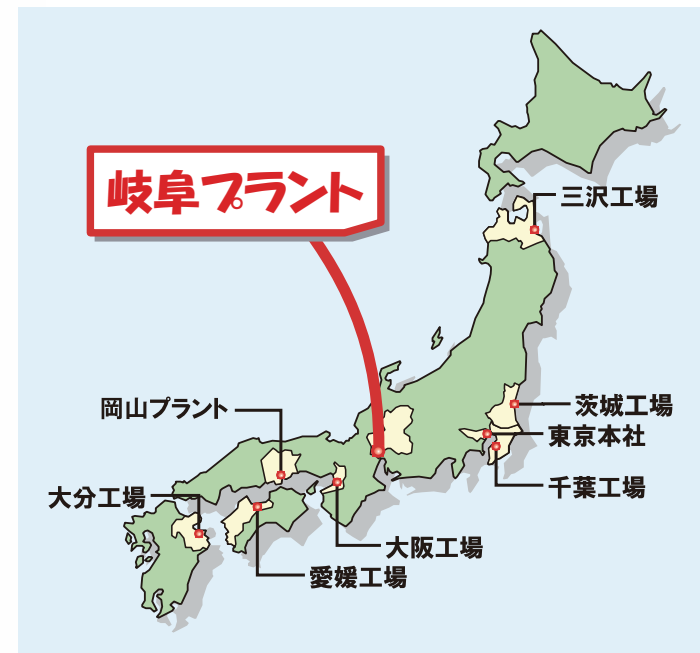 岐阜プラント
三沢工場
岡山プラント
茨城工場
東京本社
千葉工場
大分工場
大阪工場
愛媛工場